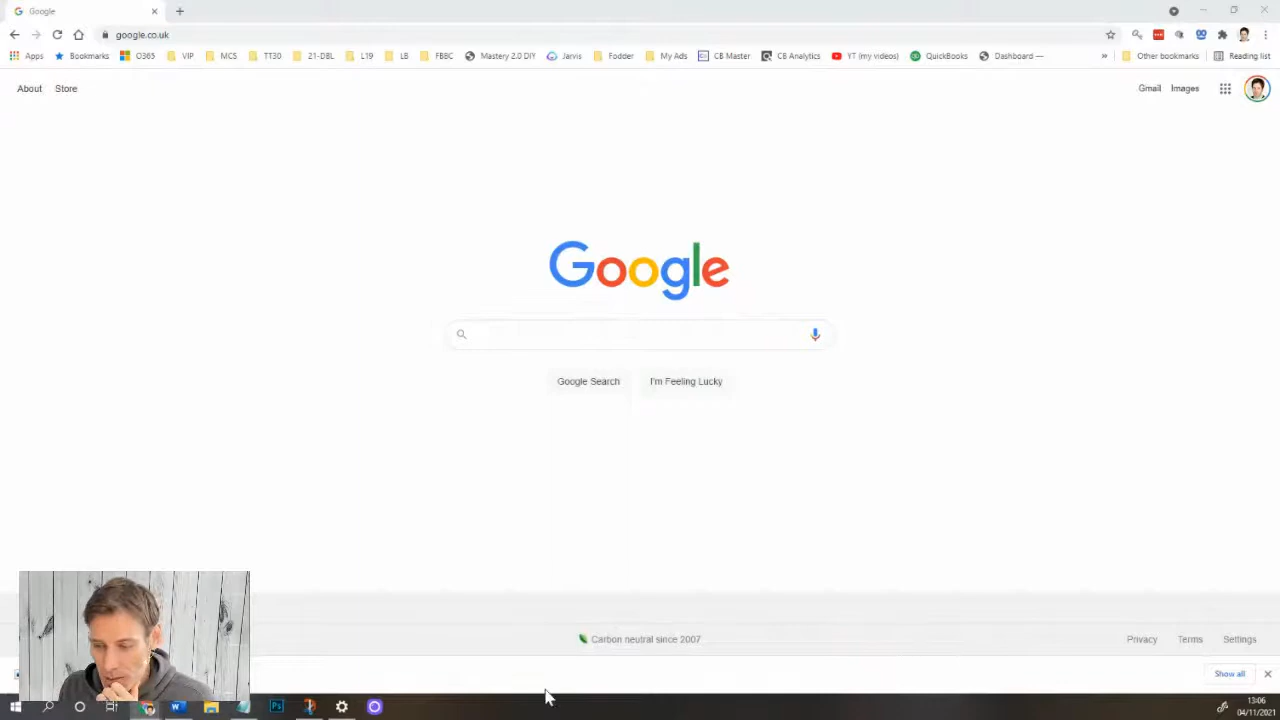 Google
google.co.uk
Apps Bookmarks O365 VIP MCS TT30 21-DBL L19 LB FBBC Mastery 2.0 DIY Jarvis Fodder My Ads CB Master CB Analytics YT (my videos) QuickBooks Dashboard — » Other bookmarks Reading list
About Store Gmail Images
Google
Google Search I'm Feeling Lucky
Carbon neutral since 2007 Privacy Terms Settings
Show all
13:06
04/11/2021